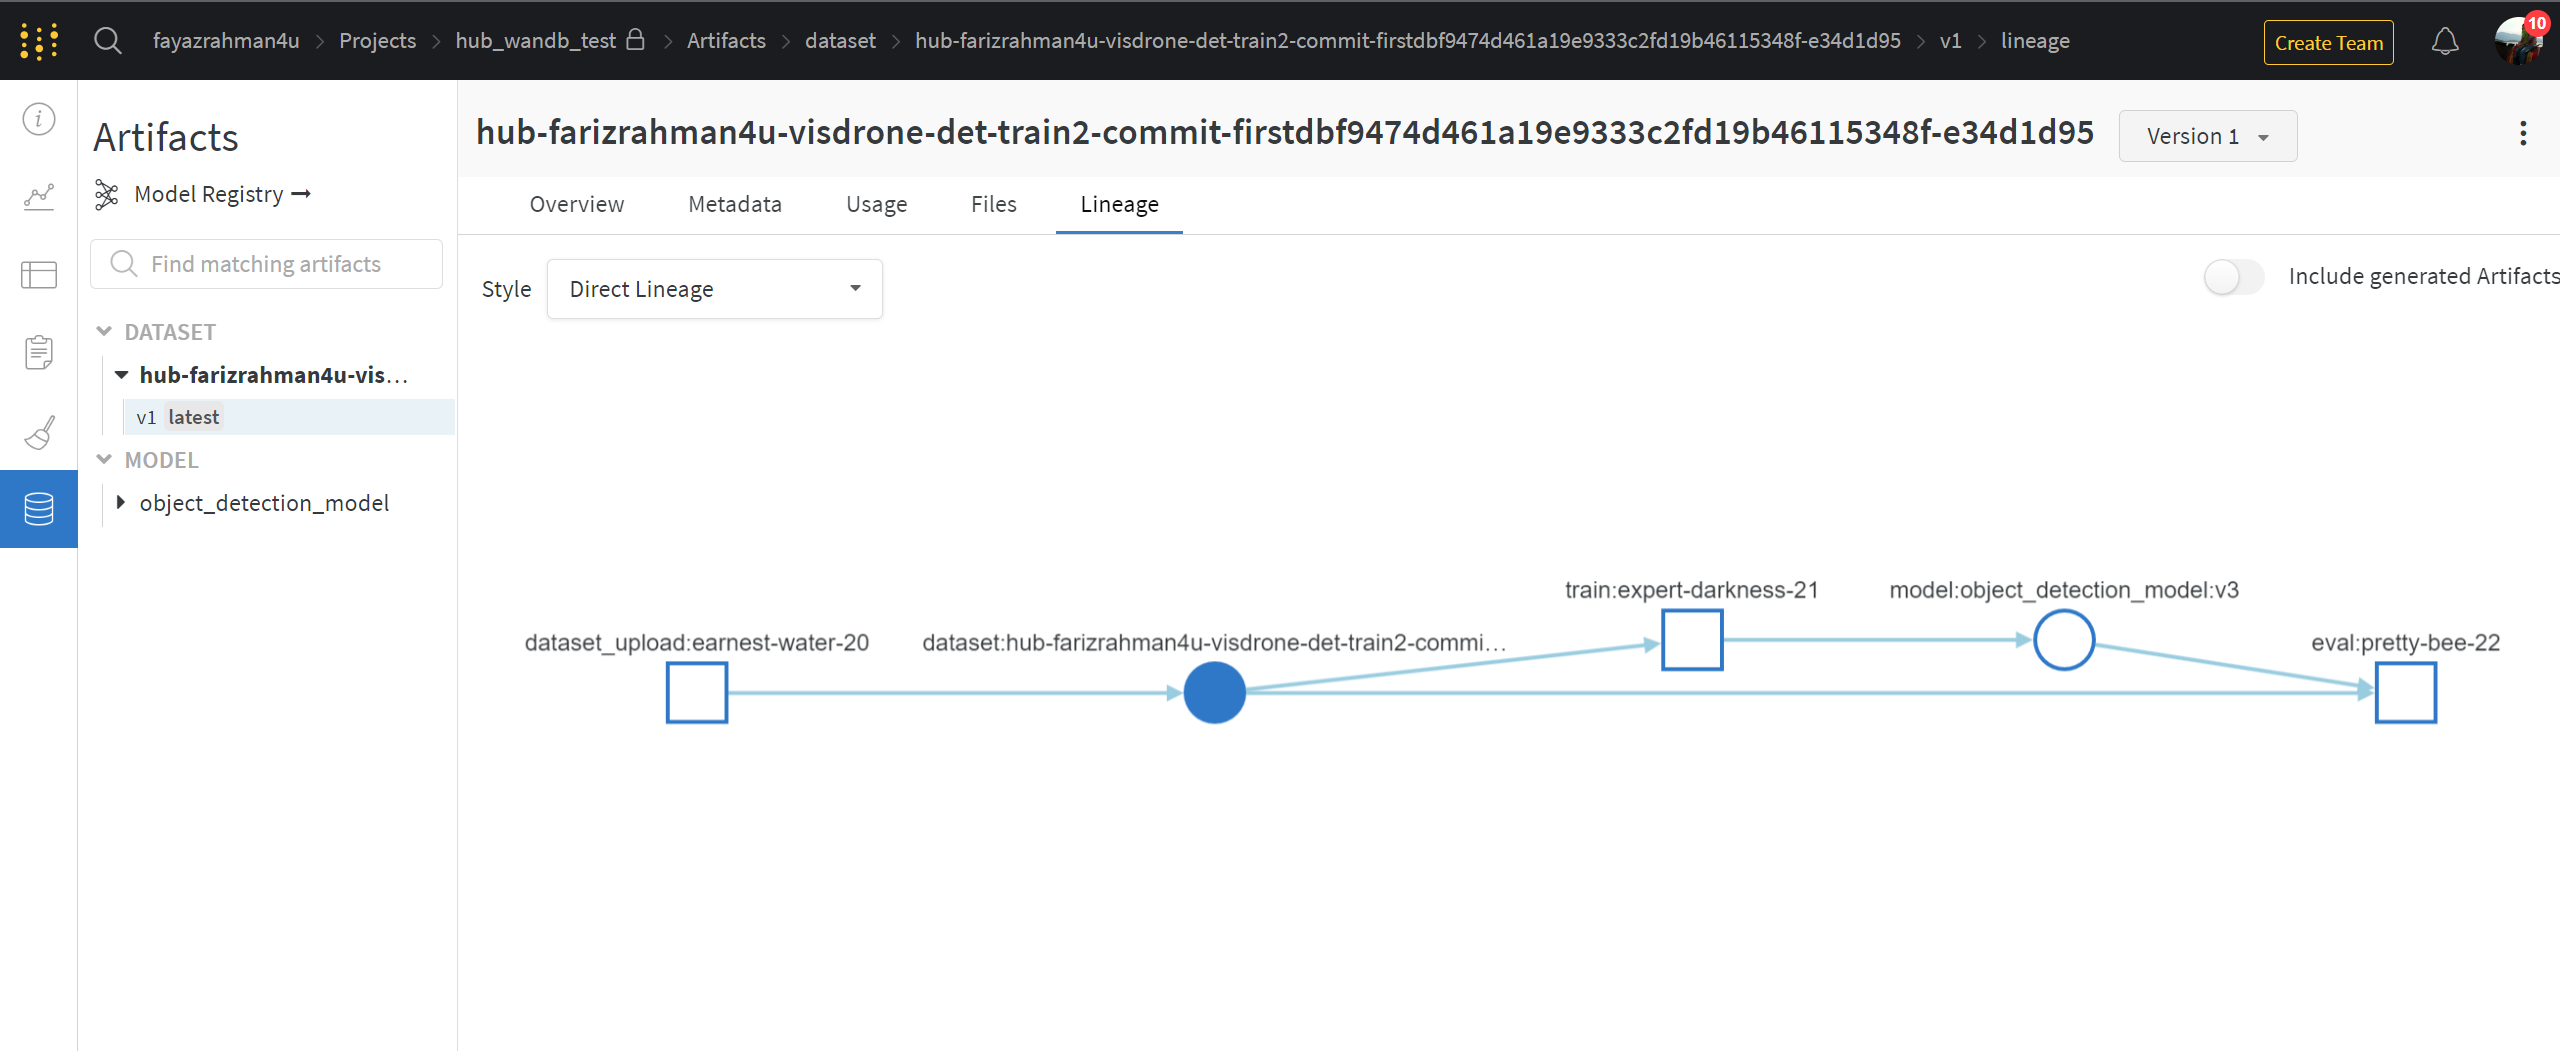 fayazrahman4u > Projects > hub_wandb_test > Artifacts > dataset > hub-farizrahman4u-visdrone-det-train2-commit-firstdbf9474d461a19e9333c2fd19b46115348f-e34d1d95 > v1 > lineage
Create Team
10
Artifacts
Model Registry
Find matching artifacts
DATASET
hub-farizrahman4u-vis...
v1 latest
MODEL
object_detection_model
hub-farizrahman4u-visdrone-det-train2-commit-firstdbf9474d461a19e9333c2fd19b46115348f-e34d1d95
Version 1
Overview Metadata Usage Files Lineage
Style Direct Lineage
Include generated Artifacts
train:expert-darkness-21
model:object_detection_model:v3
dataset_upload:earnest-water-20
dataset:hub-farizrahman4u-visdrone-det-train2-commi...
eval:pretty-bee-22